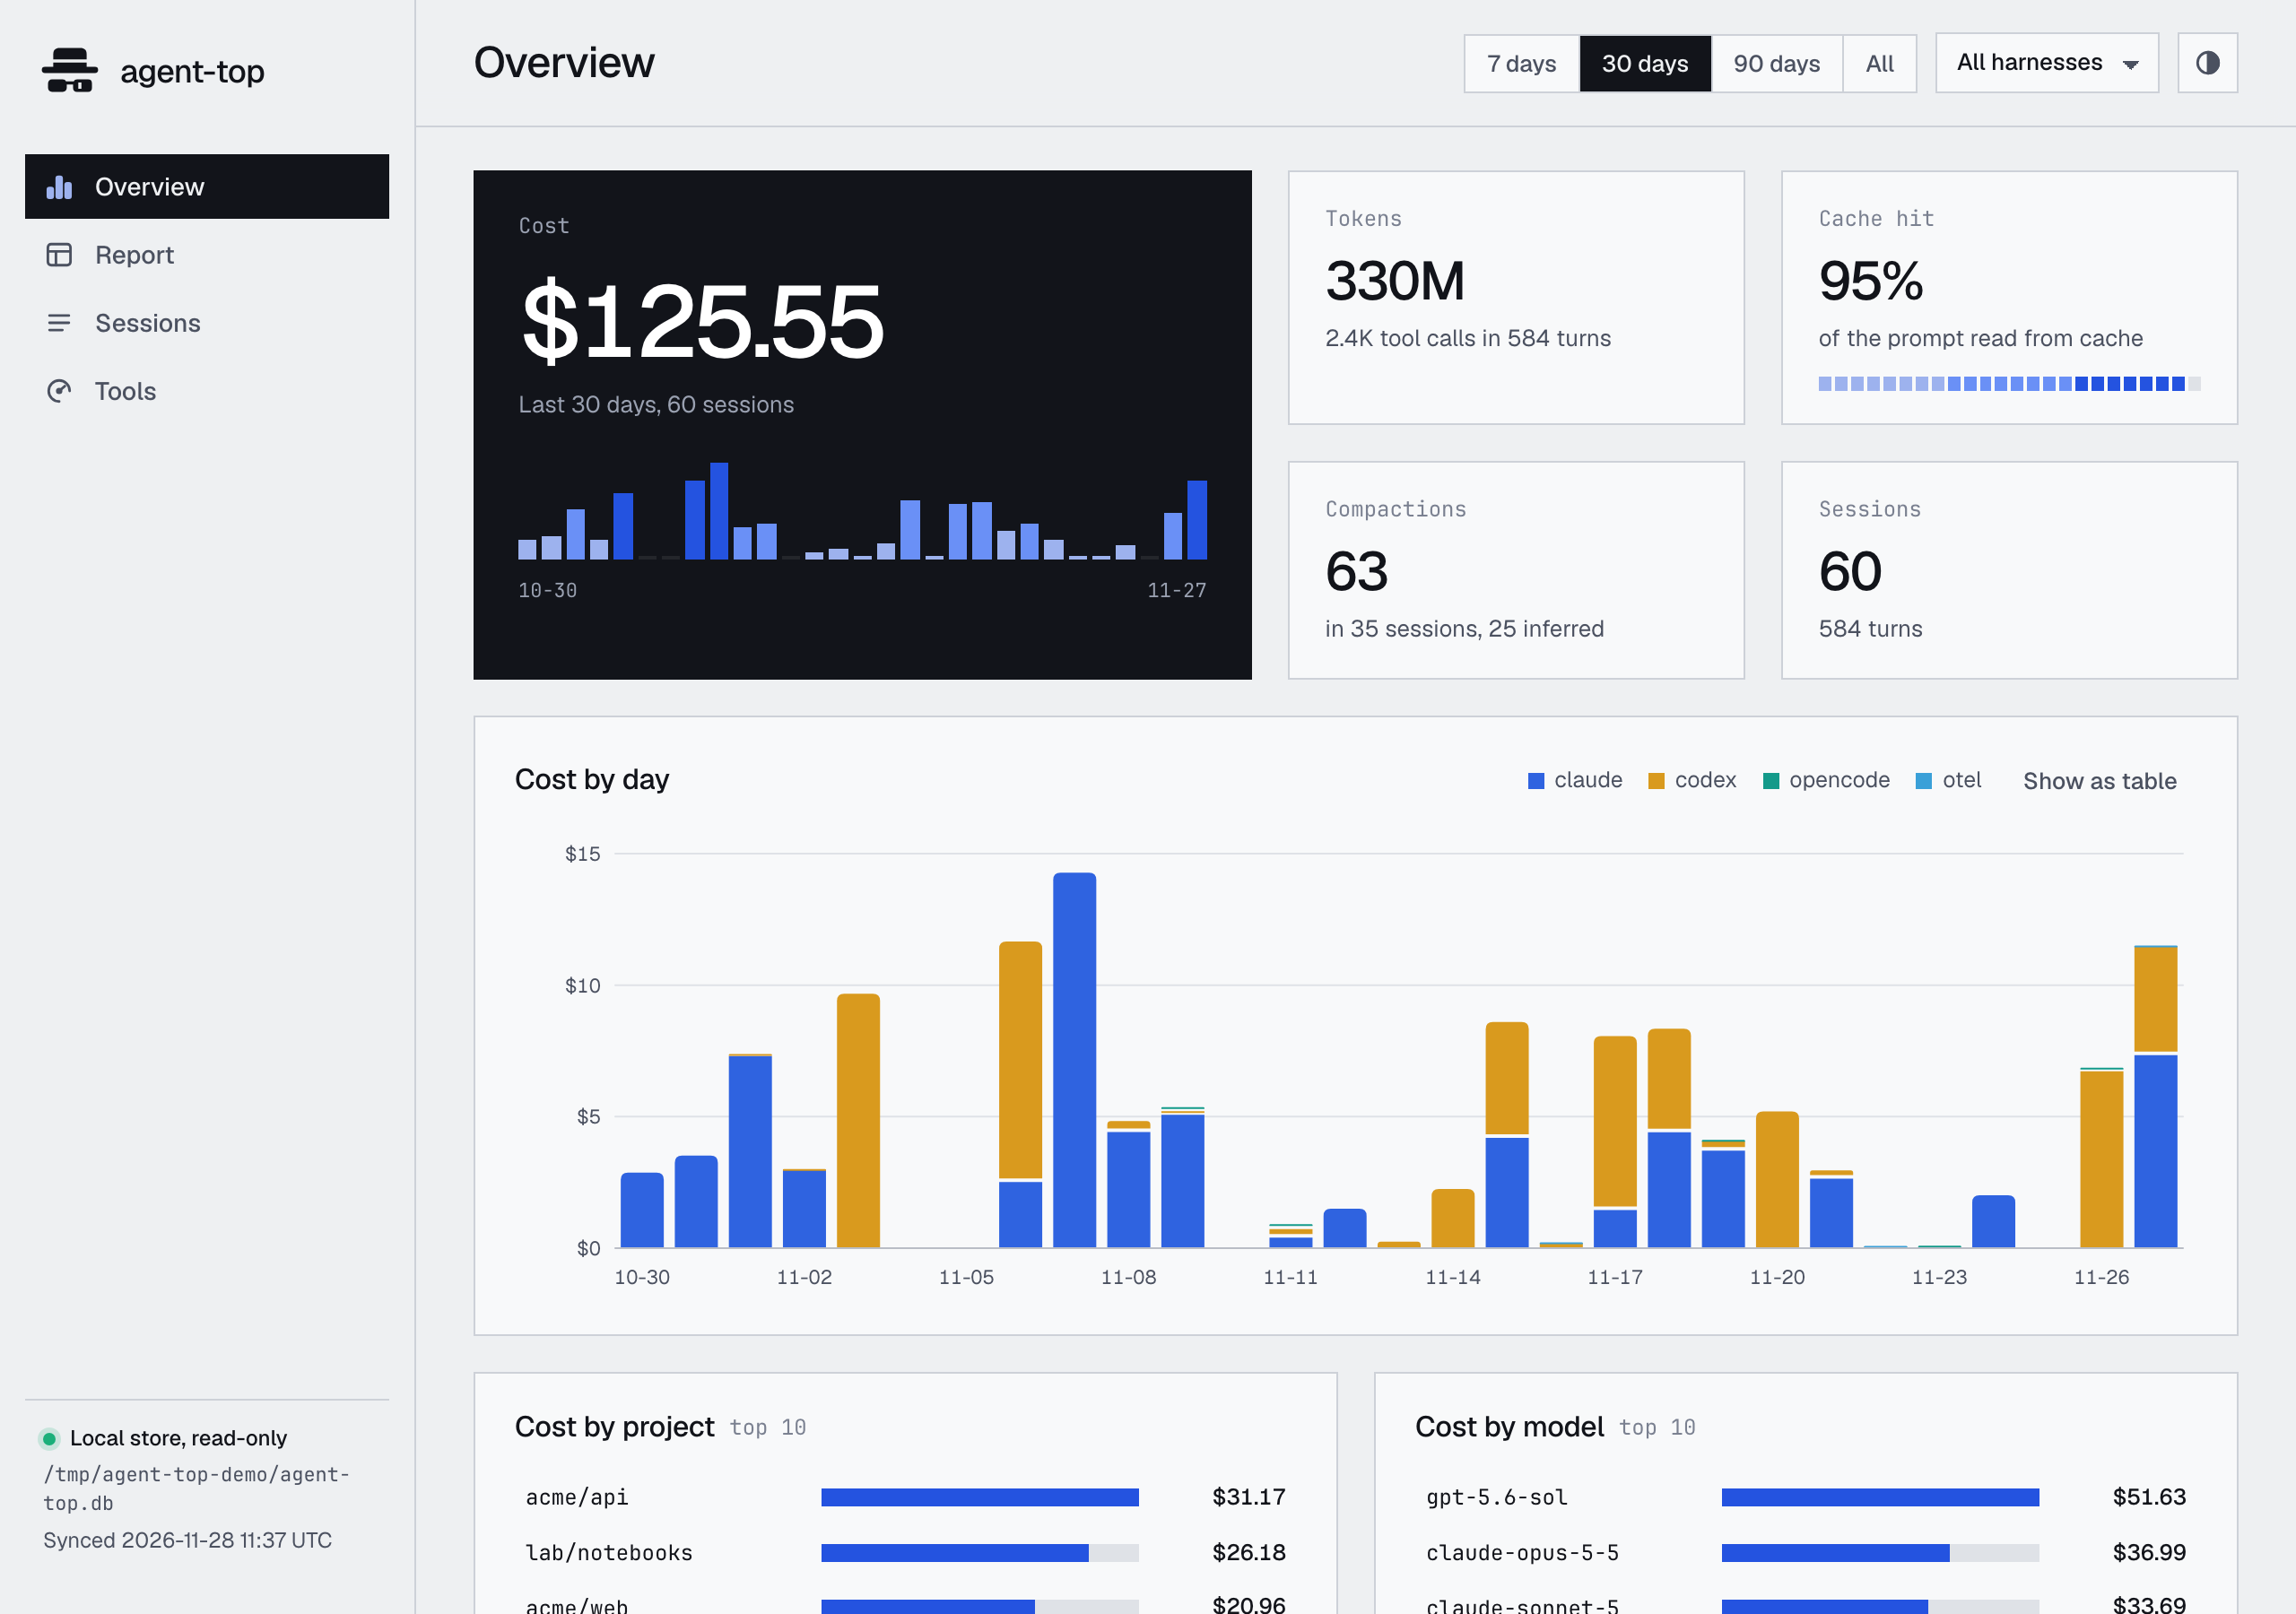 agent-top
Overview
Report
Sessions
Tools
Local store, read-only
/tmp/agent-top-demo/agent-
top.db
Synced 2026-11-28 11:37 UTC
Overview
7 days
30 days
90 days
All
All harnesses
Cost
$125.55
Last 30 days, 60 sessions
10-30
11-27
Tokens
330M
2.4K tool calls in 584 turns
Cache hit
95%
of the prompt read from cache
Compactions
63
in 35 sessions, 25 inferred
Sessions
60
584 turns
Cost by day
claude
codex
opencode
otel
Show as table
$15
$10
$5
$0
10-30
11-02
11-05
11-08
11-11
11-14
11-17
11-20
11-23
11-26
Cost by project top 10
acme/api $31.17
lab/notebooks $26.18
acme/web $20.96
Cost by model top 10
gpt-5.6-sol $51.63
claude-opus-5-5 $36.99
claude-sonnet-5 $33.69